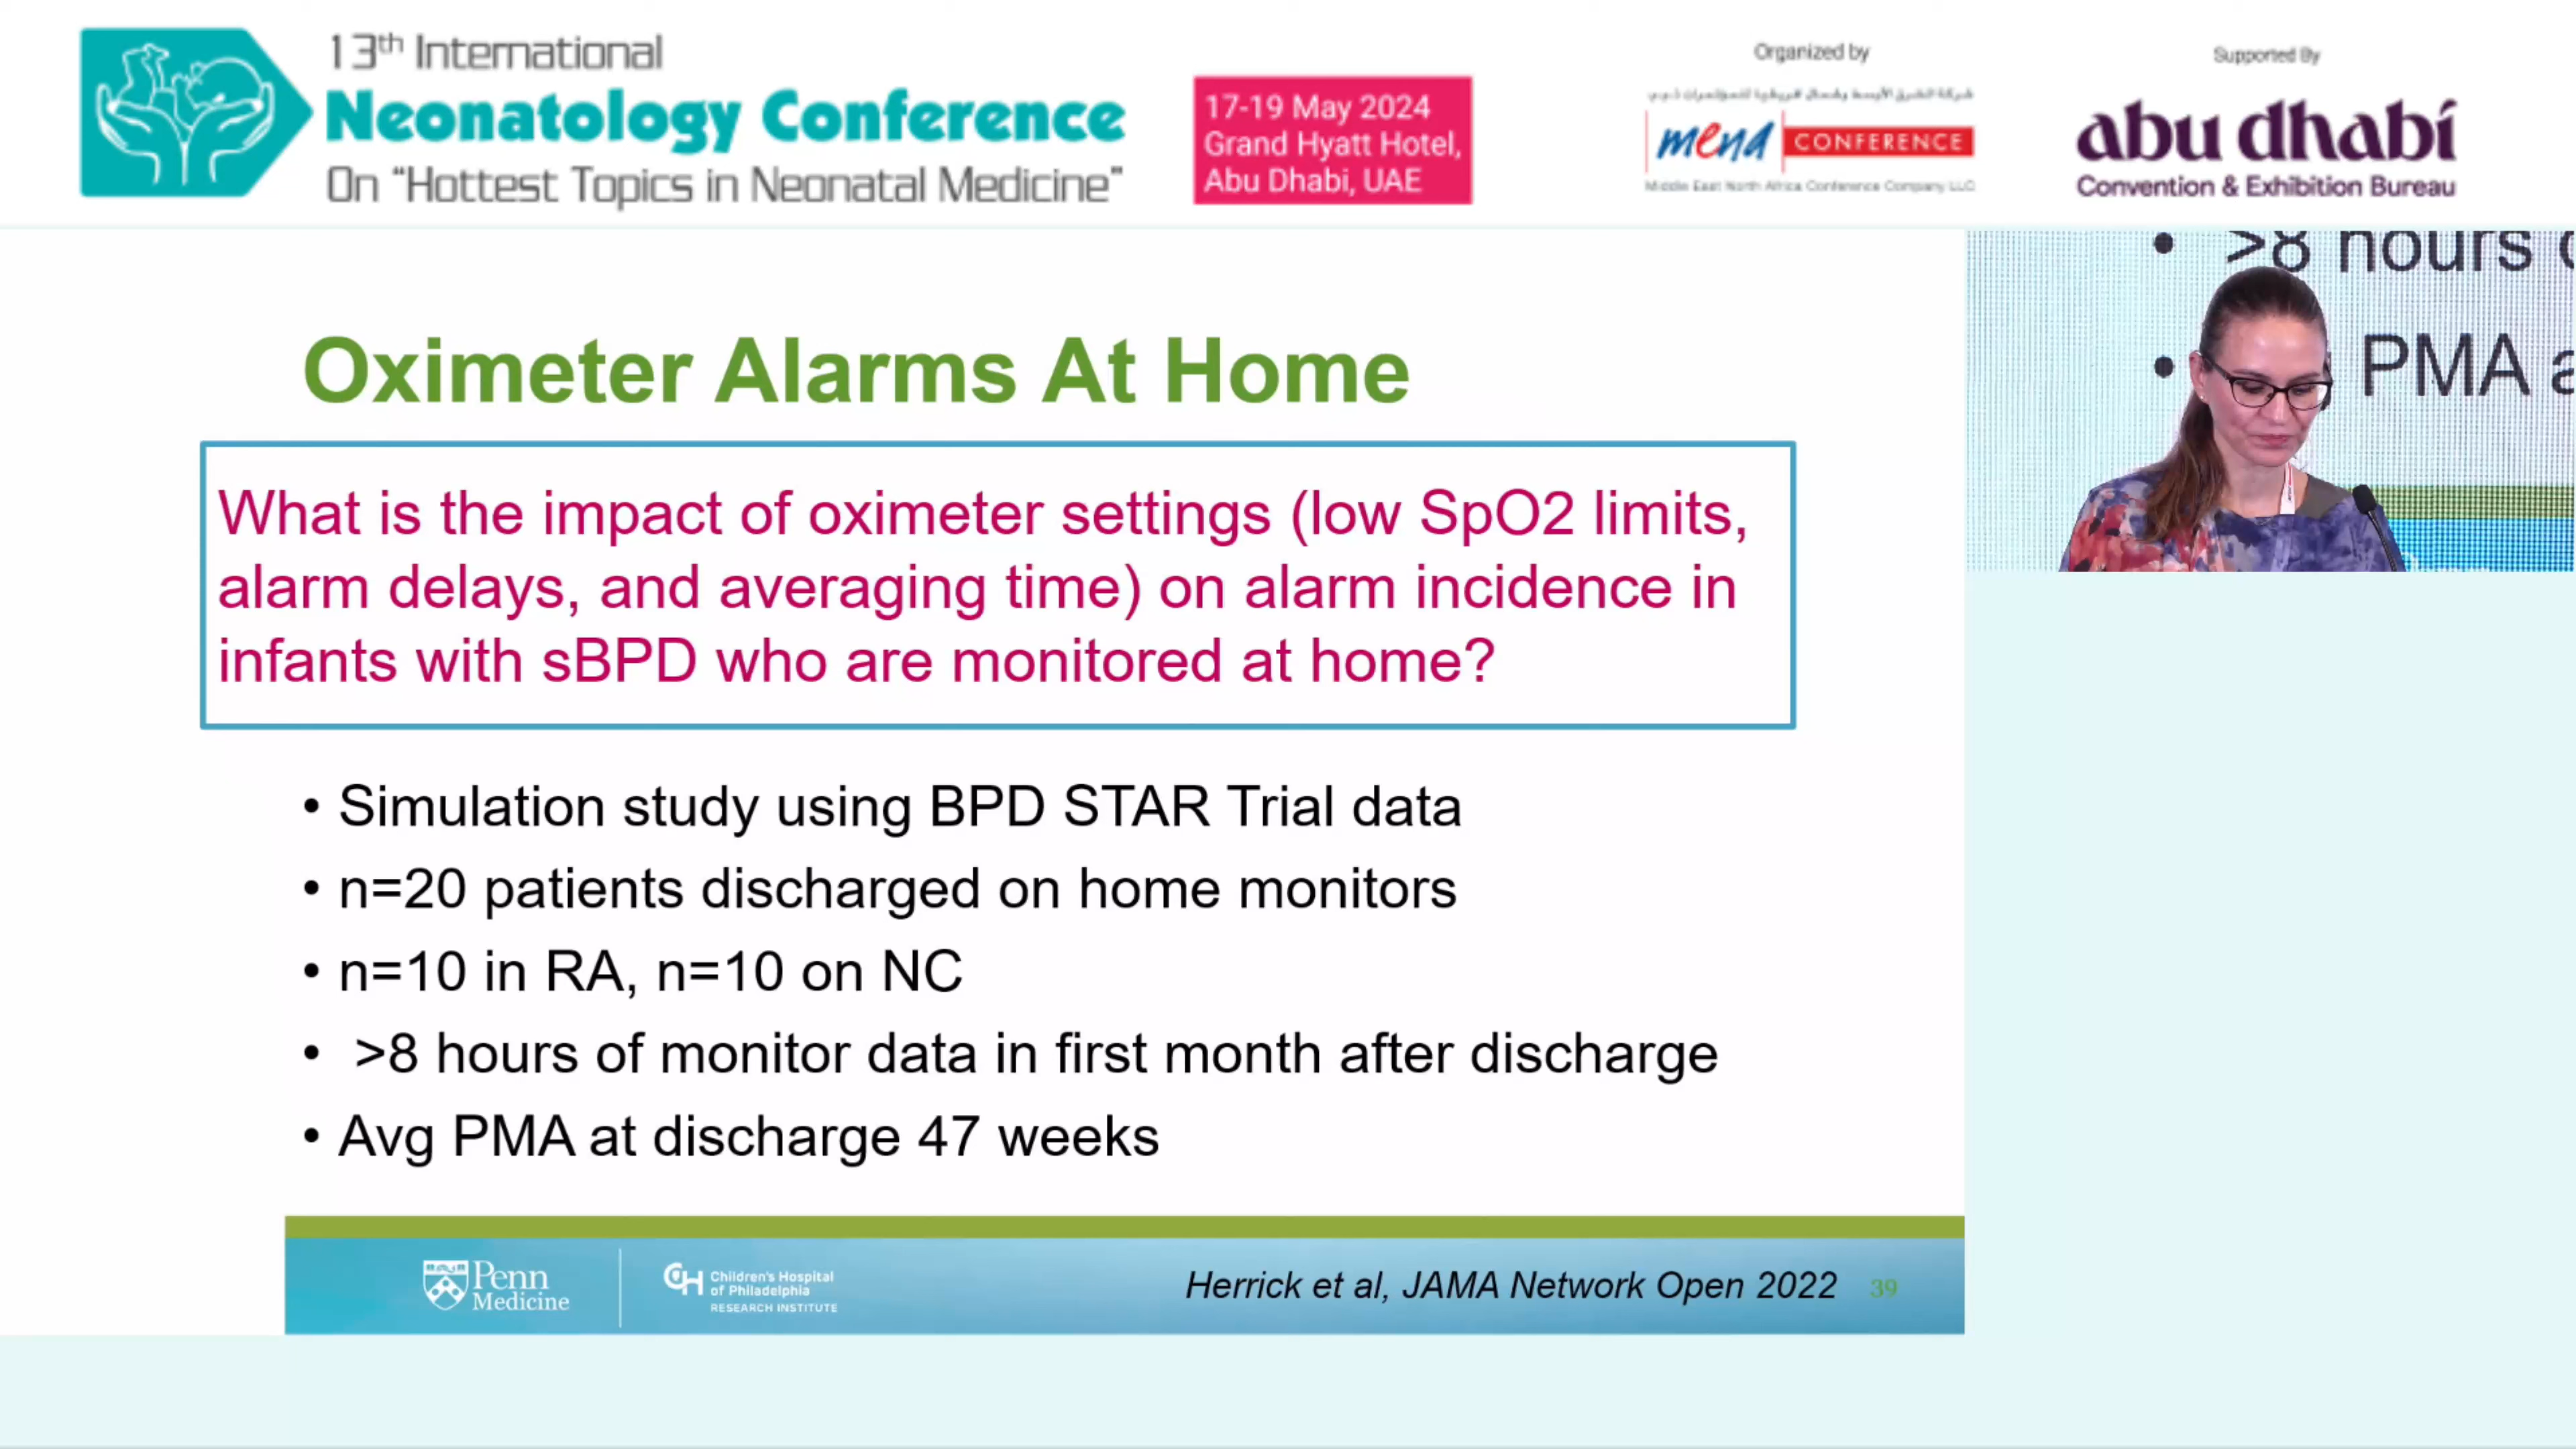 13th International
Neonatology Conference
On “Hottest Topics in Neonatal Medicine”
17-19 May 2024
Grand Hyatt Hotel,
Abu Dhabi, UAE
Organized by
mena CONFERENCE
Middle East North Africa Conference Company LLC
Supported By
abu dhabi
Convention & Exhibition Bureau
Oximeter Alarms At Home
What is the impact of oximeter settings (low SpO2 limits,
alarm delays, and averaging time) on alarm incidence in
infants with sBPD who are monitored at home?
• Simulation study using BPD STAR Trial data
• n=20 patients discharged on home monitors
• n=10 in RA, n=10 on NC
• >8 hours of monitor data in first month after discharge
• Avg PMA at discharge 47 weeks
Penn
Medicine
CH Children's Hospital
of Philadelphia
RESEARCH INSTITUTE
Herrick et al, JAMA Network Open 2022 39
• >8 hours
• PMA